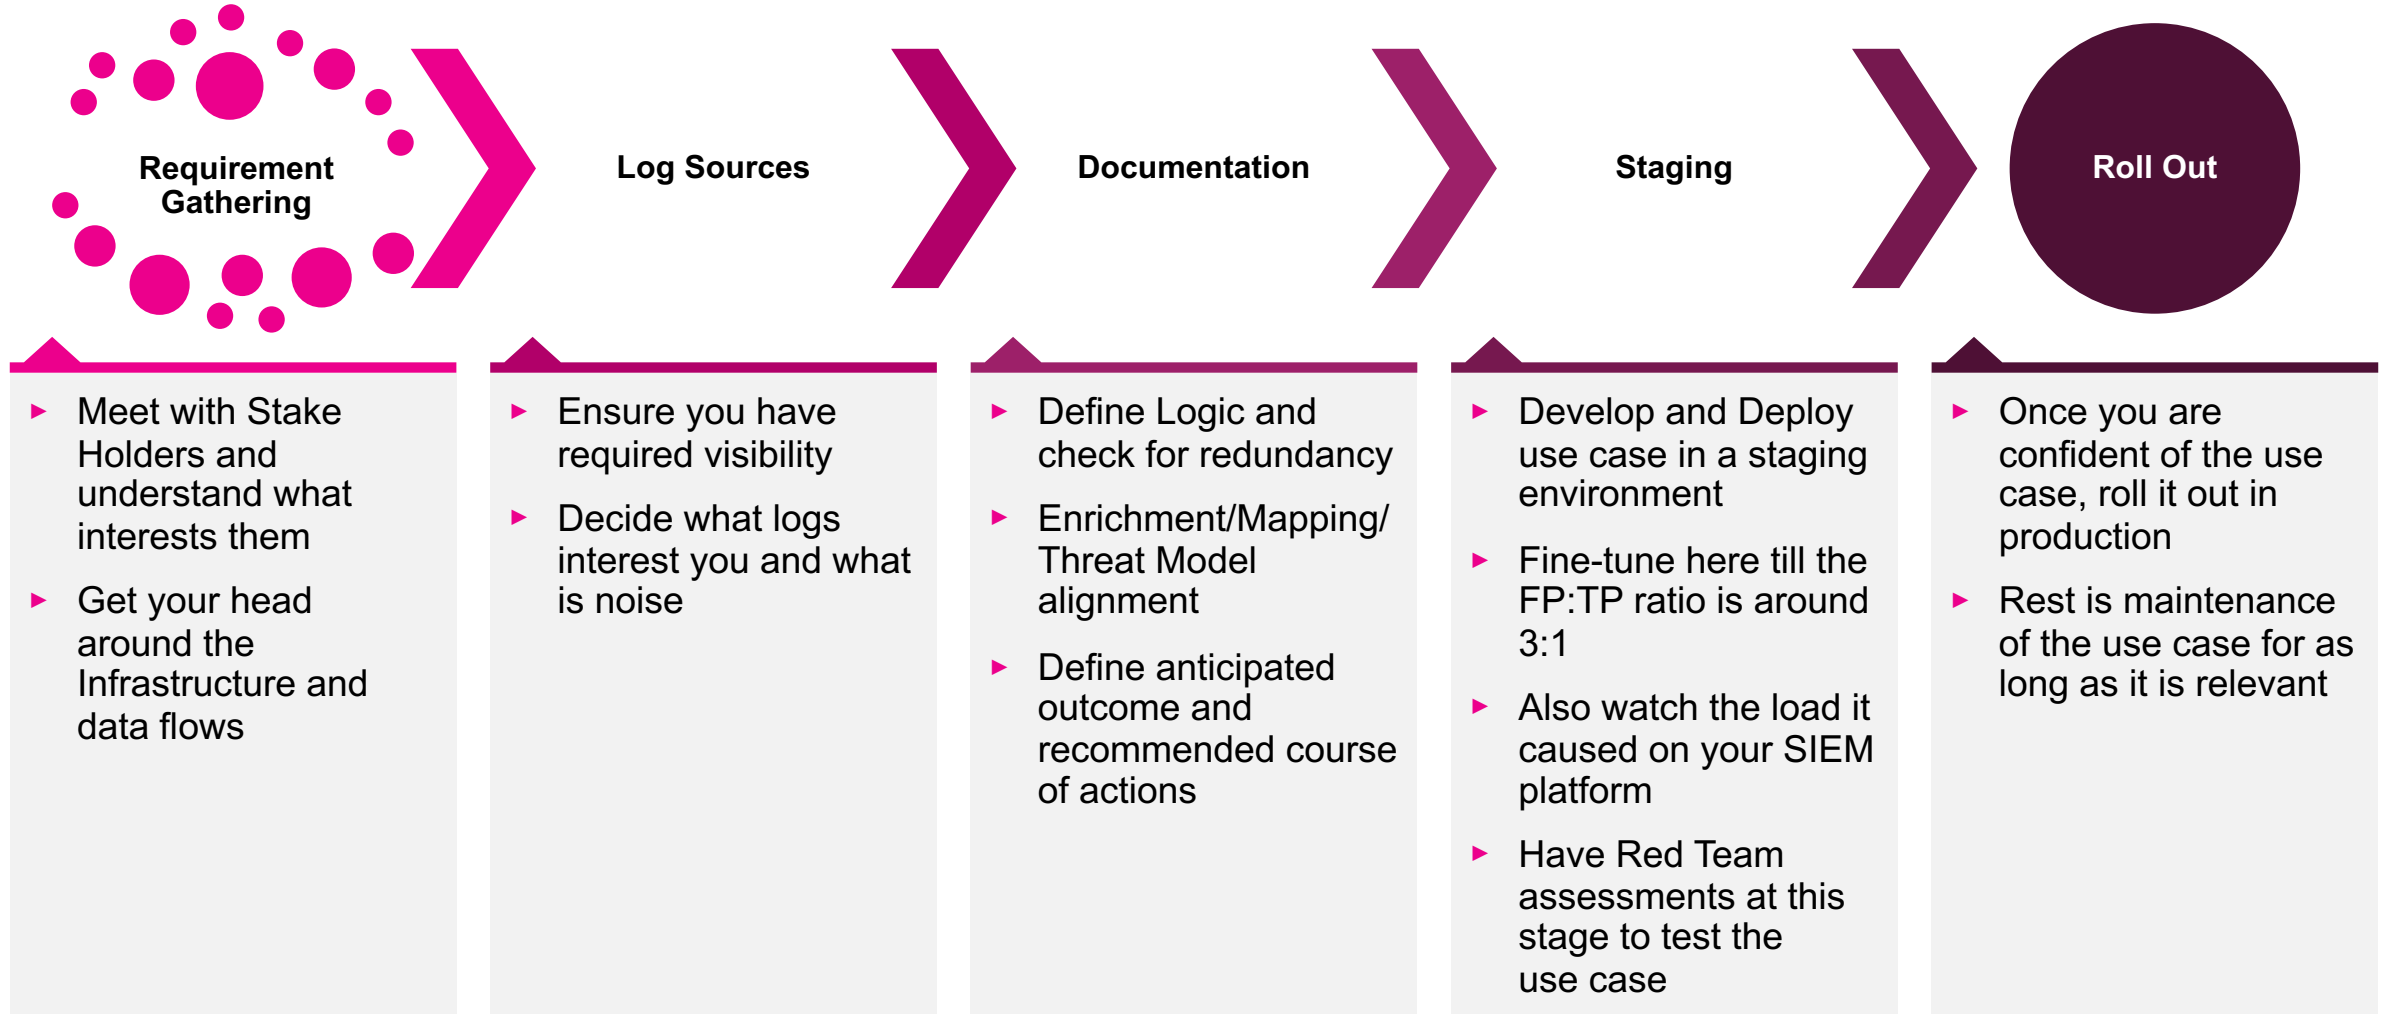 Requirement
Gathering
Log Sources
Documentation
Staging
Roll Out
► Meet with Stake
Holders and
understand what
interests them
► Get your head
around the
Infrastructure and
data flows
► Ensure you have
required visibility
► Decide what logs
interest you and what
is noise
► Define Logic and
check for redundancy
► Enrichment/Mapping/
Threat Model
alignment
► Define anticipated
outcome and
recommended course
of actions
► Develop and Deploy
use case in a staging
environment
► Fine-tune here till the
FP:TP ratio is around
3:1
► Also watch the load it
caused on your SIEM
platform
► Have Red Team
assessments at this
stage to test the
use case
► Once you are
confident of the use
case, roll it out in
production
► Rest is maintenance
of the use case for as
long as it is relevant